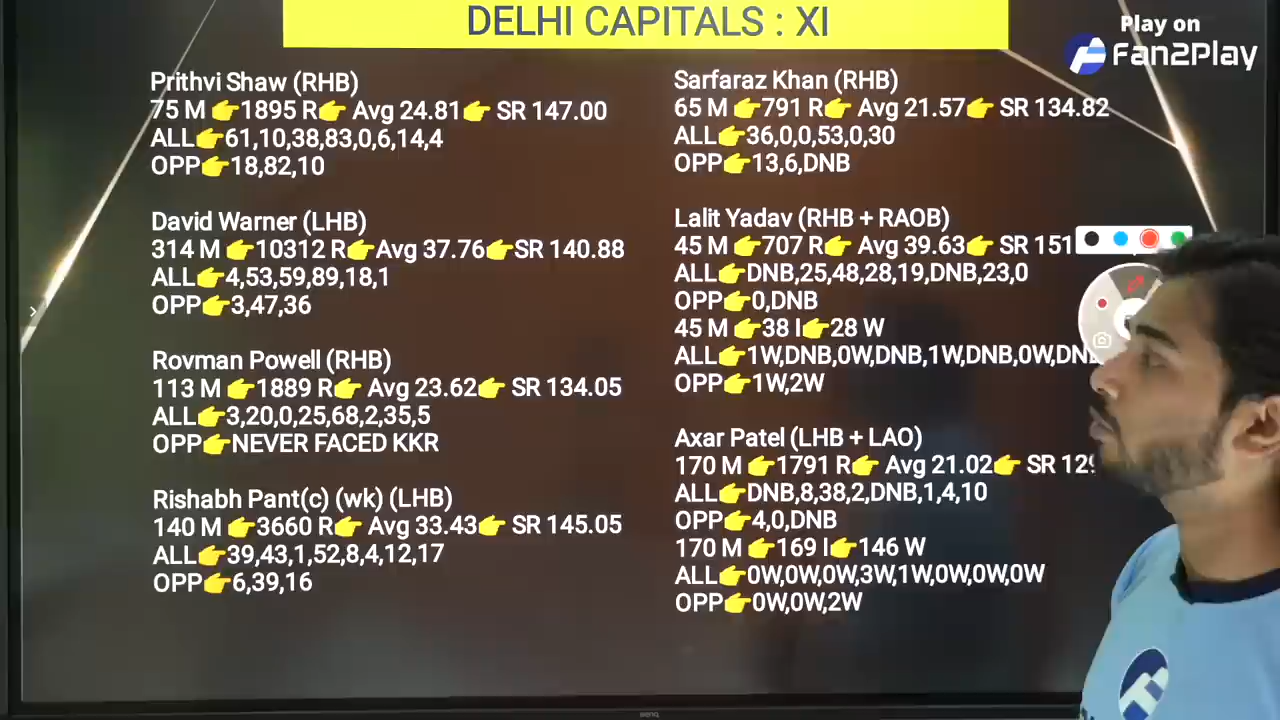 DELHI CAPITALS : XI
Play on
Fan2Play
Prithvi Shaw (RHB)
75 M 👉1895 R👉 Avg 24.81👉 SR 147.00
ALL👉61,10,38,83,0,6,14,4
OPP👉18,82,10
David Warner (LHB)
314 M 👉10312 R👉Avg 37.76👉SR 140.88
ALL👉4,53,59,89,18,1
OPP👉3,47,36
Rovman Powell (RHB)
113 M 👉1889 R👉 Avg 23.62👉 SR 134.05
ALL👉3,20,0,25,68,2,35,5
OPP👉NEVER FACED KKR
Rishabh Pant(c) (wk) (LHB)
140 M 👉3660 R👉 Avg 33.43👉 SR 145.05
ALL👉39,43,1,52,8,4,12,17
OPP👉6,39,16
Sarfaraz Khan (RHB)
65 M 👉791 R👉 Avg 21.57👉 SR 134.82
ALL👉36,0,0,53,0,30
OPP👉13,6,DNB
Lalit Yadav (RHB + RAOB)
45 M 👉707 R👉 Avg 39.63👉 SR 151
ALL👉DNB,25,48,28,19,DNB,23,0
OPP👉0,DNB
45 M 👉38 I👉28 W
ALL👉1W,DNB,0W,DNB,1W,DNB,0W,
OPP👉1W,2W
Axar Patel (LHB + LAO)
170 M 👉1791 R👉 Avg 21.02👉 SR
ALL👉DNB,8,38,2,DNB,1,4,10
OPP👉4,0,DNB
170 M 👉169 I👉146 W
ALL👉0W,0W,0W,3W,1W,0W,0W,0W
OPP👉0W,0W,2W